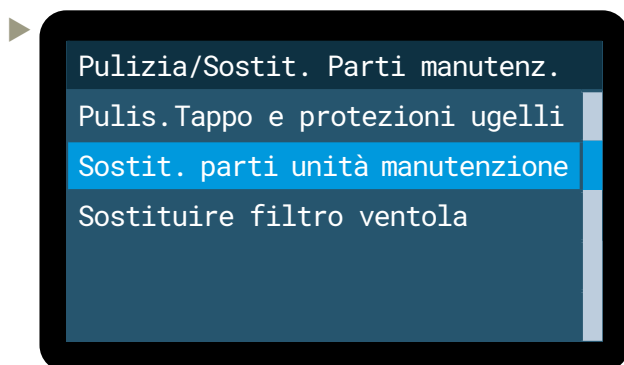 Pulizia/Sostit. Parti manutenz.
Pulis.Tappo e protezioni ugelli
Sostit. parti unità manutenzione
Sostituire filtro ventola